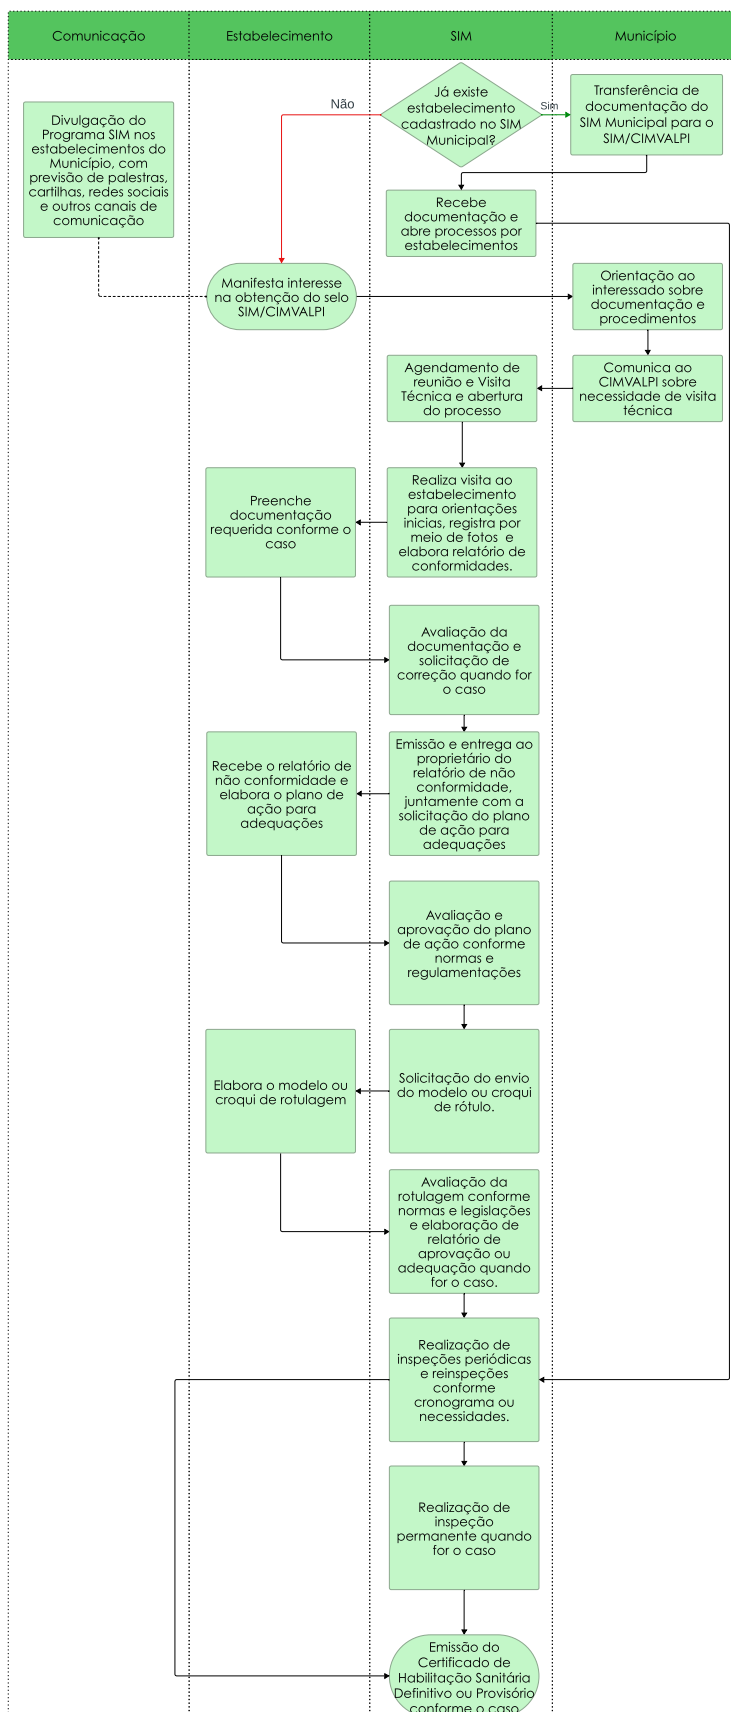 Comunicação
Estabelecimento
SIM
Município
Já existe
estabelecimento
cadastrado no SIM
Municipal?
Não
Sim
Transferência de
documentação do
SIM Municipal para o
SIM/CIMVALPI
Divulgação do
Programa SIM nos
estabelecimentos do
Município, com
previsão de palestras,
cartilhas, redes sociais
e outros canais de
comunicação
Recebe
documentação e
abre processos por
estabelecimentos
Manifesta interesse
na obtenção do selo
SIM/CIMVALPI
Orientação ao
interessado sobre
documentação e
procedimentos
Comunica ao
CIMVALPI sobre
necessidade de visita
técnica
Agendamento de
reunião e Visita
Técnica e abertura
do processo
Realiza visita ao
estabelecimento
para orientações
inicias, registra por
meio de fotos e
elabora relatório de
conformidades.
Preenche
documentação
requerida conforme o
caso
Avaliação da
documentação e
solicitação de
correção quando for
o caso
Emissão e entrega ao
proprietário do
relatório de não
conformidade,
juntamente com a
solicitação do plano
de ação para
adequações
Recebe o relatório de
não conformidade e
elabora o plano de
ação para
adequações
Avaliação e
aprovação do plano
de ação conforme
normas e
regulamentações
Solicitação do envio
do modelo ou croqui
de rótulo.
Elabora o modelo ou
croqui de rotulagem
Avaliação da
rotulagem conforme
normas e legislações
e elaboração de
relatório de
aprovação ou
adequação quando
for o caso.
Realização de
inspeções periódicas
e reinspeções
conforme
cronograma ou
necessidades.
Realização de
inspeção
permanente quando
for o caso
Emissão do
Certificado de
Habilitação Sanitária
Definitivo ou Provisório
conforme o caso